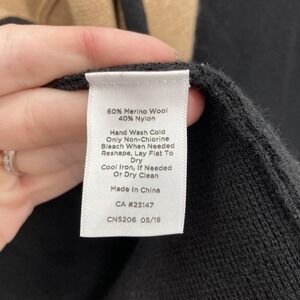 60% Merino Wool
40% Nylon
Hand Wash Cold
Only Non-Chlorine
Bleach When Needed
Reshape, Lay Flat To
Dry
Cool Iron, If Needed
Or Dry Clean
Made In China
CA #23147
CNS206 05/19